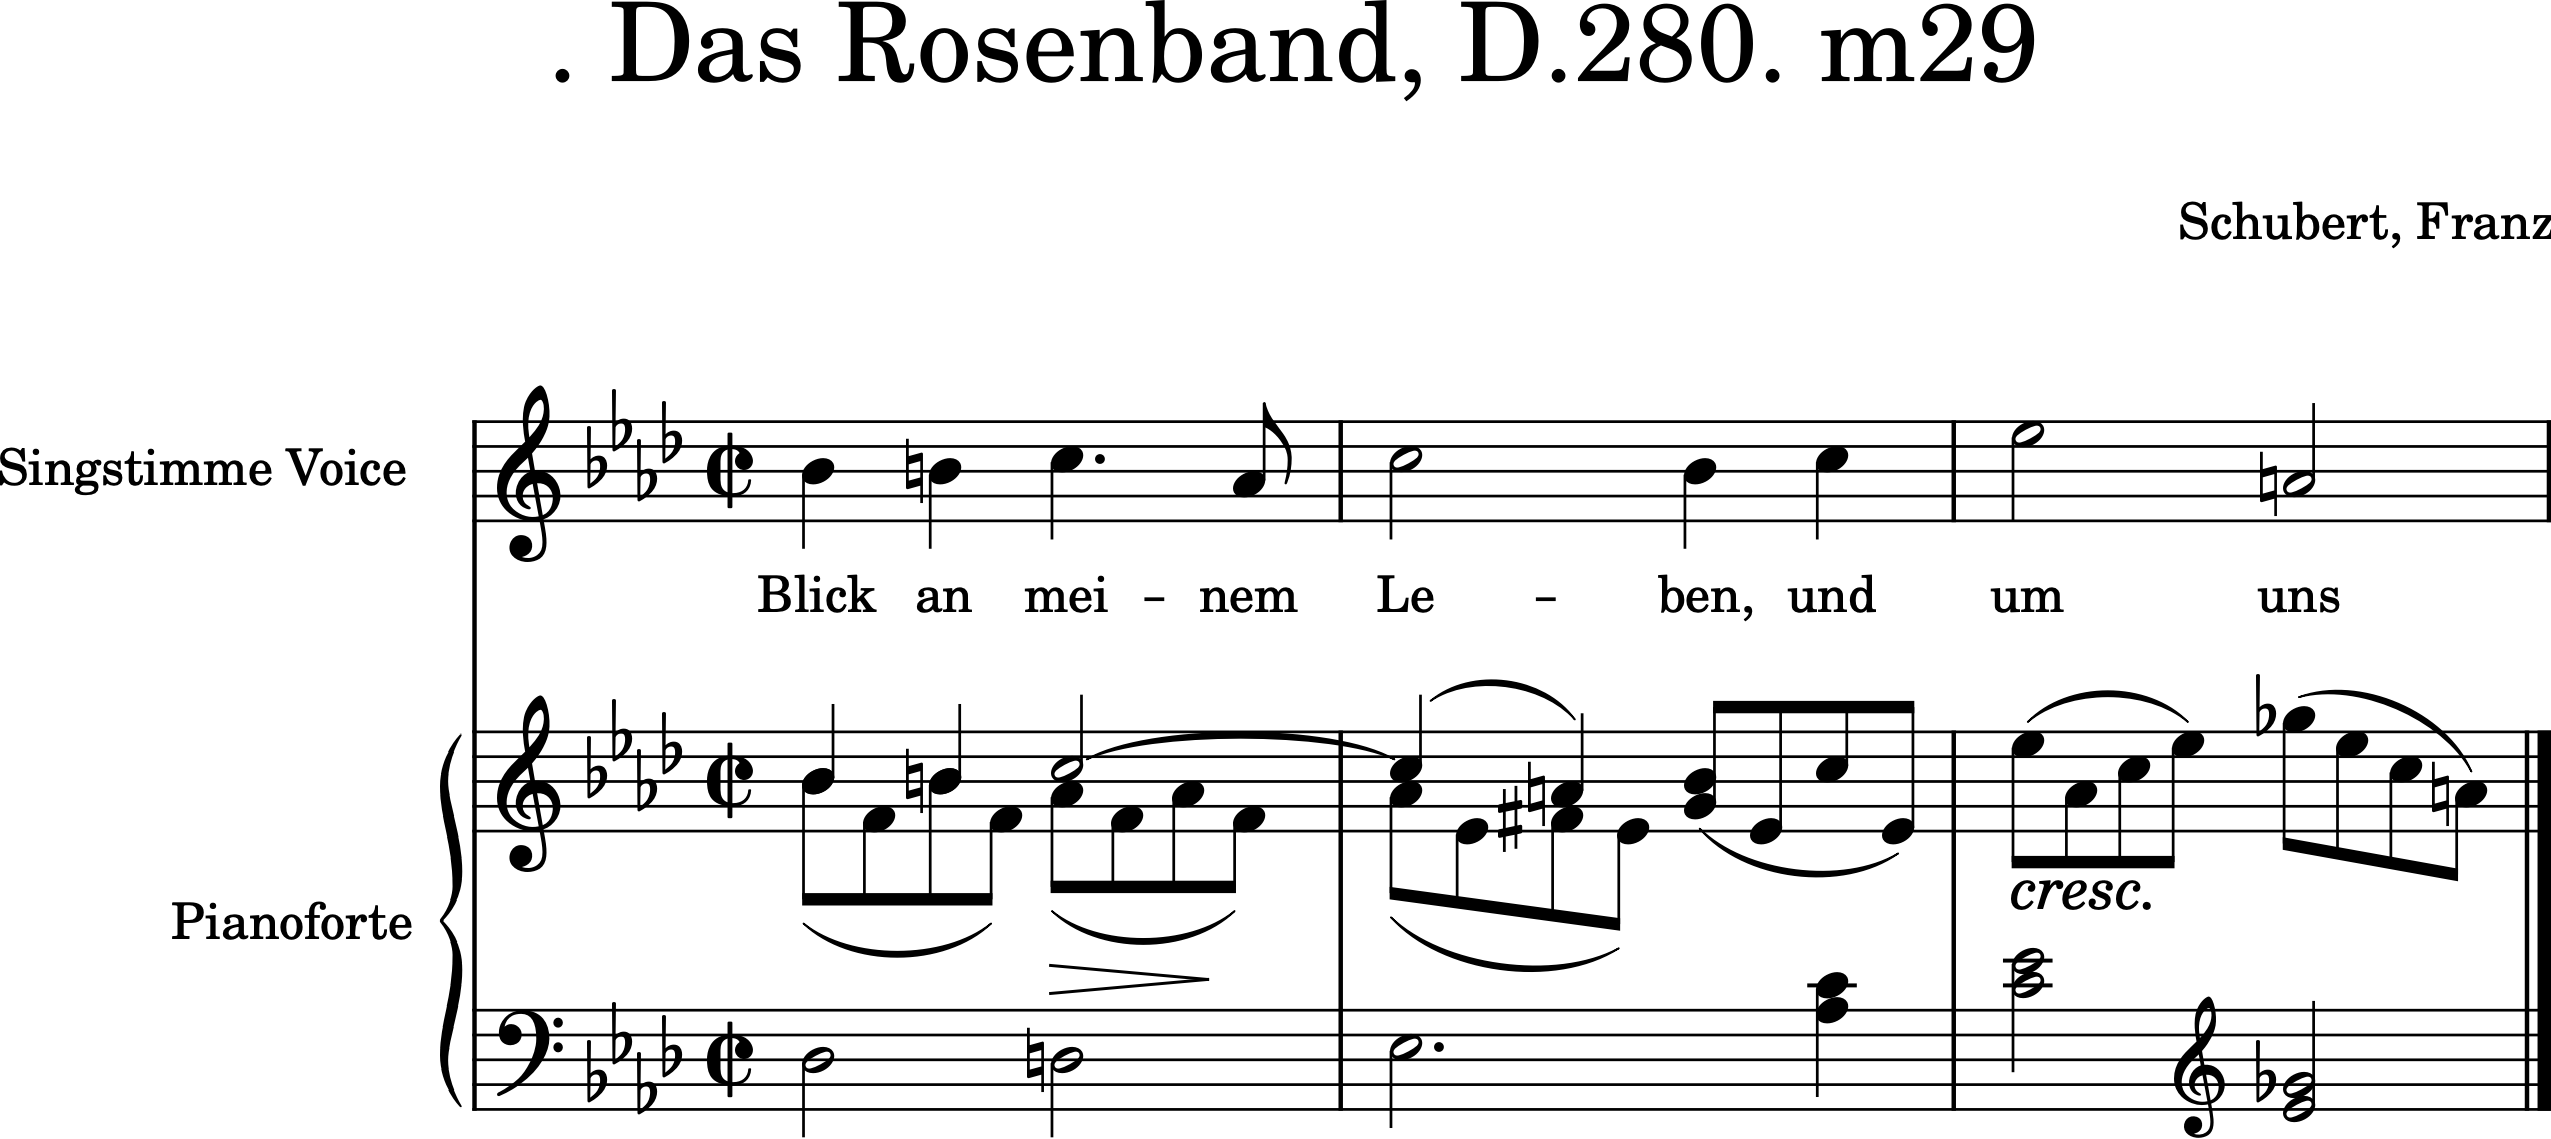 . Das Rosenband, D.280. m29
Schubert, Franz
Singstimme Voice
Blick an mei - nem Le - ben, und um uns
Pianoforte
cresc.